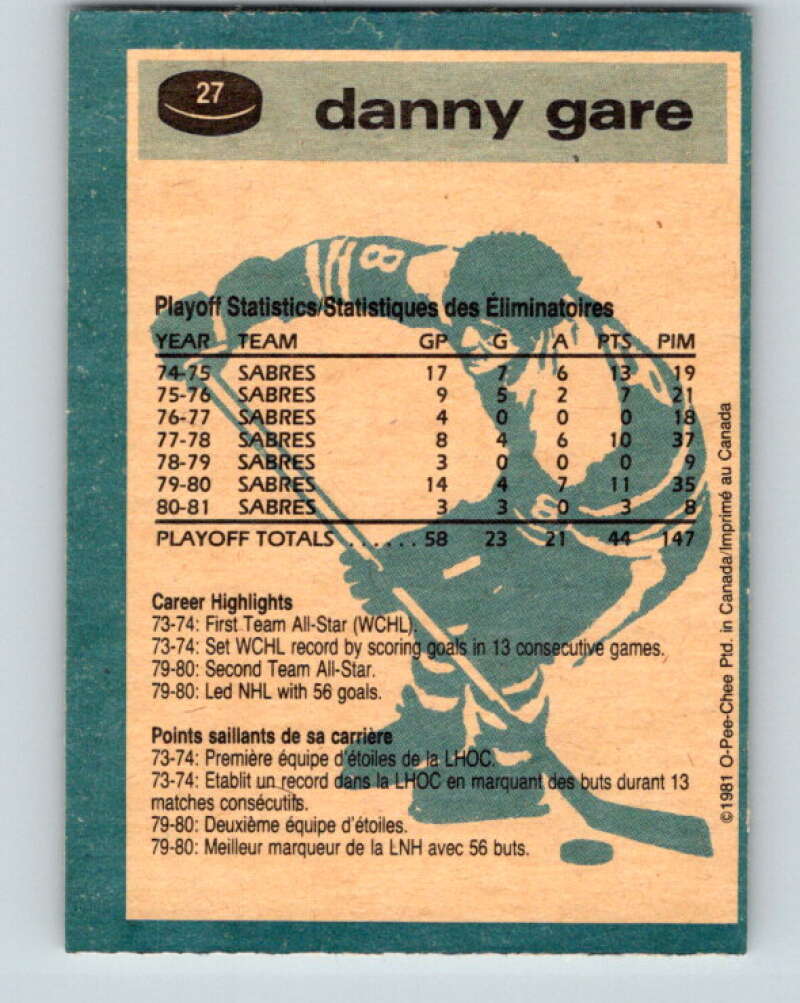 27
danny gare
8
Playoff Statistics/Statistiques des Éliminatoires
YEAR TEAM GP G A PTS PIM
74-75 SABRES 17 7 6 13 19
75-76 SABRES 9 5 2 7 21
76-77 SABRES 4 0 0 0 18
77-78 SABRES 8 4 6 10 37
78-79 SABRES 3 0 0 0 9
79-80 SABRES 14 4 7 11 35
80-81 SABRES 3 3 0 3 8
PLAYOFF TOTALS ...... 58 23 21 44 147
Career Highlights
73-74: First Team All-Star (WCHL).
73-74: Set WCHL record by scoring goals in 13 consecutive games.
79-80: Second Team All-Star.
79-80: Led NHL with 56 goals.
Points saillants de sa carrière
73-74: Première équipe d'étoiles de la LHOC.
73-74: Etablit un record dans la LHOC en marquant des buts durant 13
matches consécutifs.
79-80: Deuxième équipe d'étoiles.
79-80: Meilleur marqueur de la LNH avec 56 buts.
©1981 O-Pee-Chee Ptd. in Canada/Imprimé au Canada